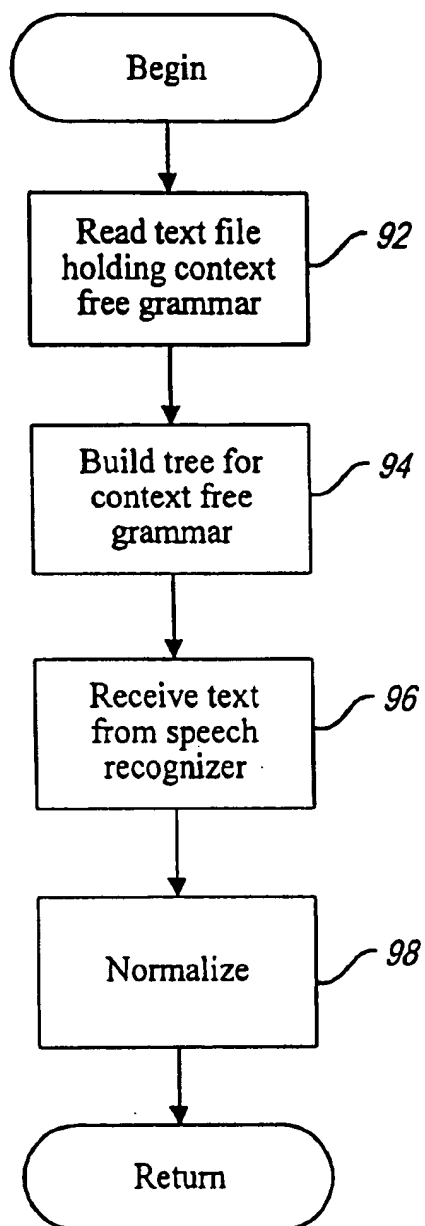 Begin
Read text file
holding context
free grammar
92
Build tree for
context free
grammar
94
Receive text
from speech
recognizer
96
Normalize
98
Return